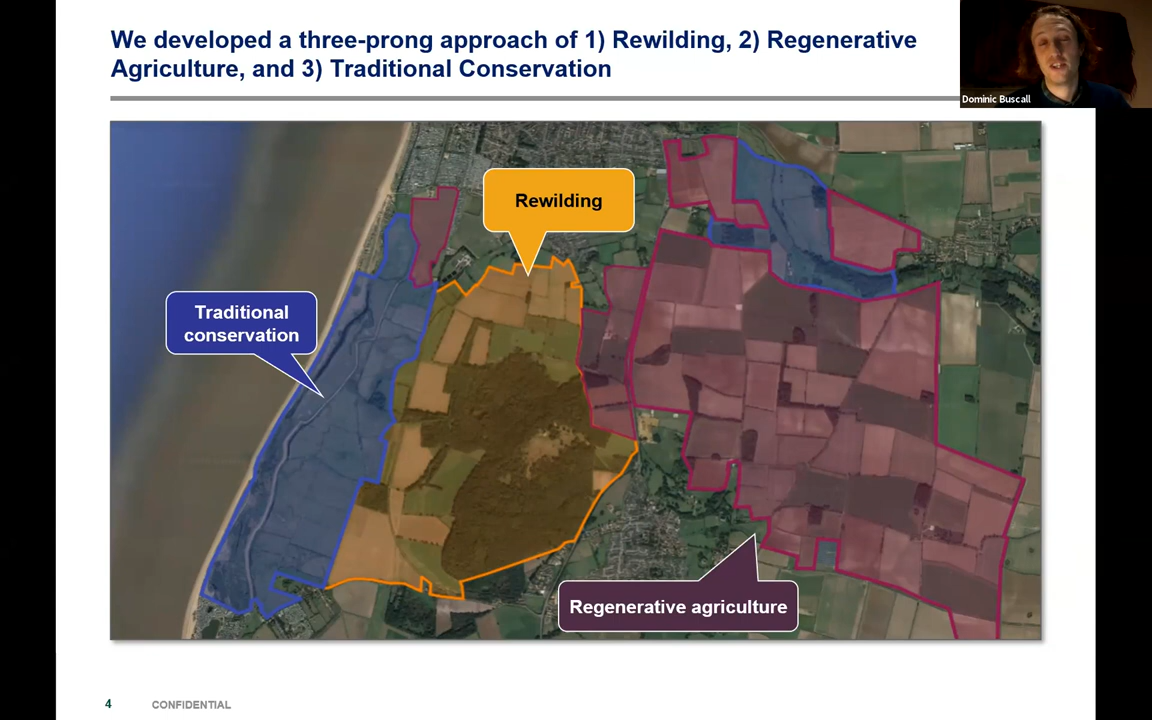 We developed a three-prong approach of 1) Rewilding, 2) Regenerative
Agriculture, and 3) Traditional Conservation
Dominic Buscall
Rewilding
Traditional
conservation
Regenerative agriculture
4
CONFIDENTIAL